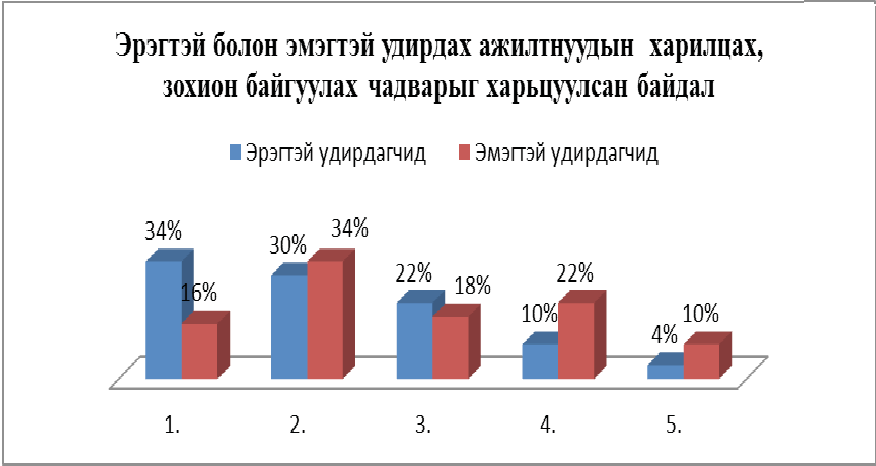 Эрэгтэй болон эмэгтэй удирдах ажилтнуудын харилцах,
зохион байгуулах чадварыг харьцуулсан байдал
Эрэгтэй удирдагчид Эмэгтэй удирдагчид
34% 16% 30% 34% 22% 18% 10% 22% 4% 10%
1. 2. 3. 4. 5.